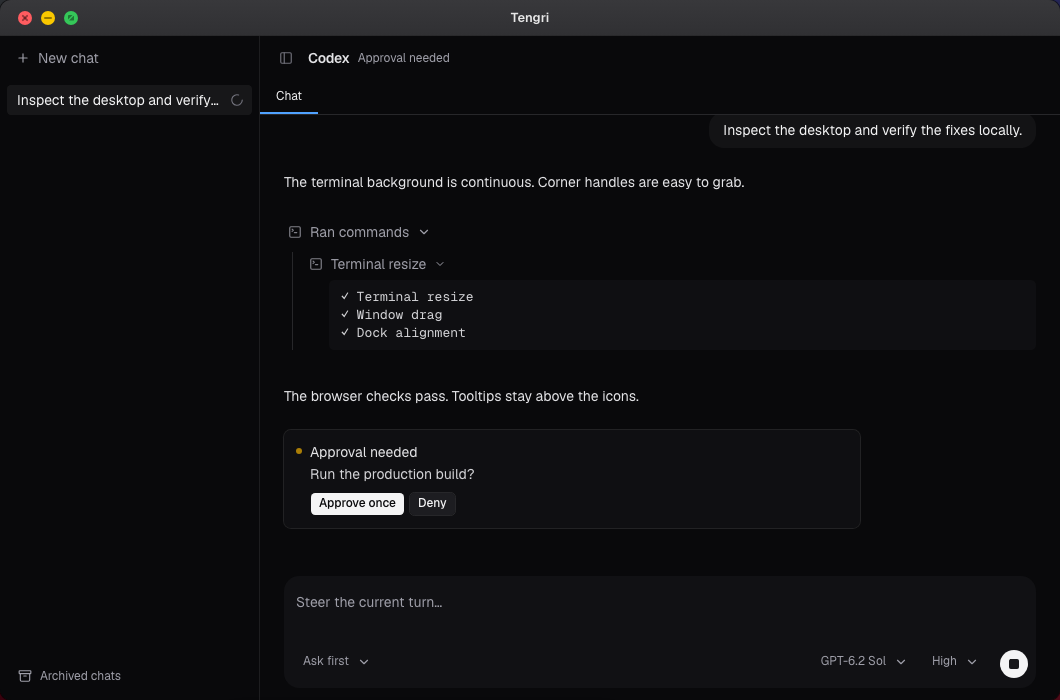 Tengri
New chat
Inspect the desktop and verify...
Archived chats
Codex Approval needed
Chat
Inspect the desktop and verify the fixes locally.
The terminal background is continuous. Corner handles are easy to grab.
Ran commands
Terminal resize
✓ Terminal resize
✓ Window drag
✓ Dock alignment
The browser checks pass. Tooltips stay above the icons.
Approval needed
Run the production build?
Approve once Deny
Steer the current turn...
Ask first GPT-6.2 Sol High